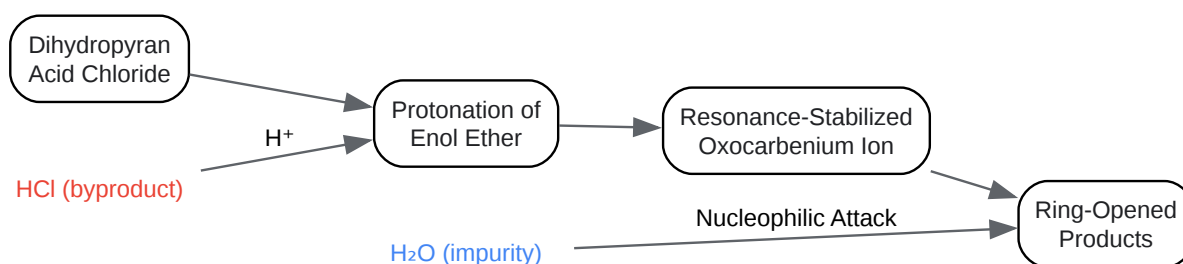 Dihydropyran
Acid Chloride
Protonation of
Enol Ether
Resonance-Stabilized
Oxocarbenium Ion
H⁺
HCl (byproduct)
Nucleophilic Attack
Ring-Opened
Products
H₂O (impurity)